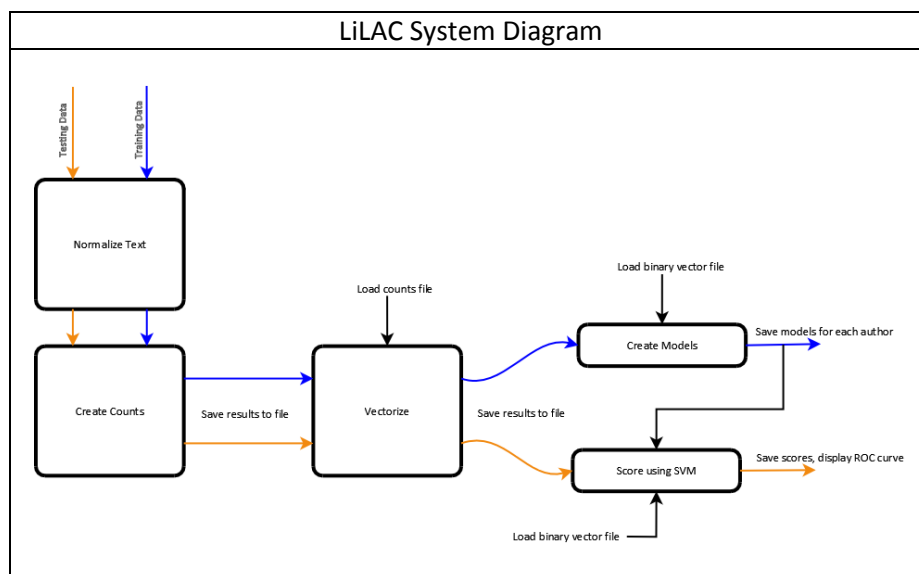 LiLAC System Diagram
Testing Data
Training Data
Normalize Text
Load binary vector file
Load counts file
Save models for each author
Create Models
Create Counts
Save results to file
Vectorize
Save results to file
Score using SVM
Save scores, display ROC curve
Load binary vector file